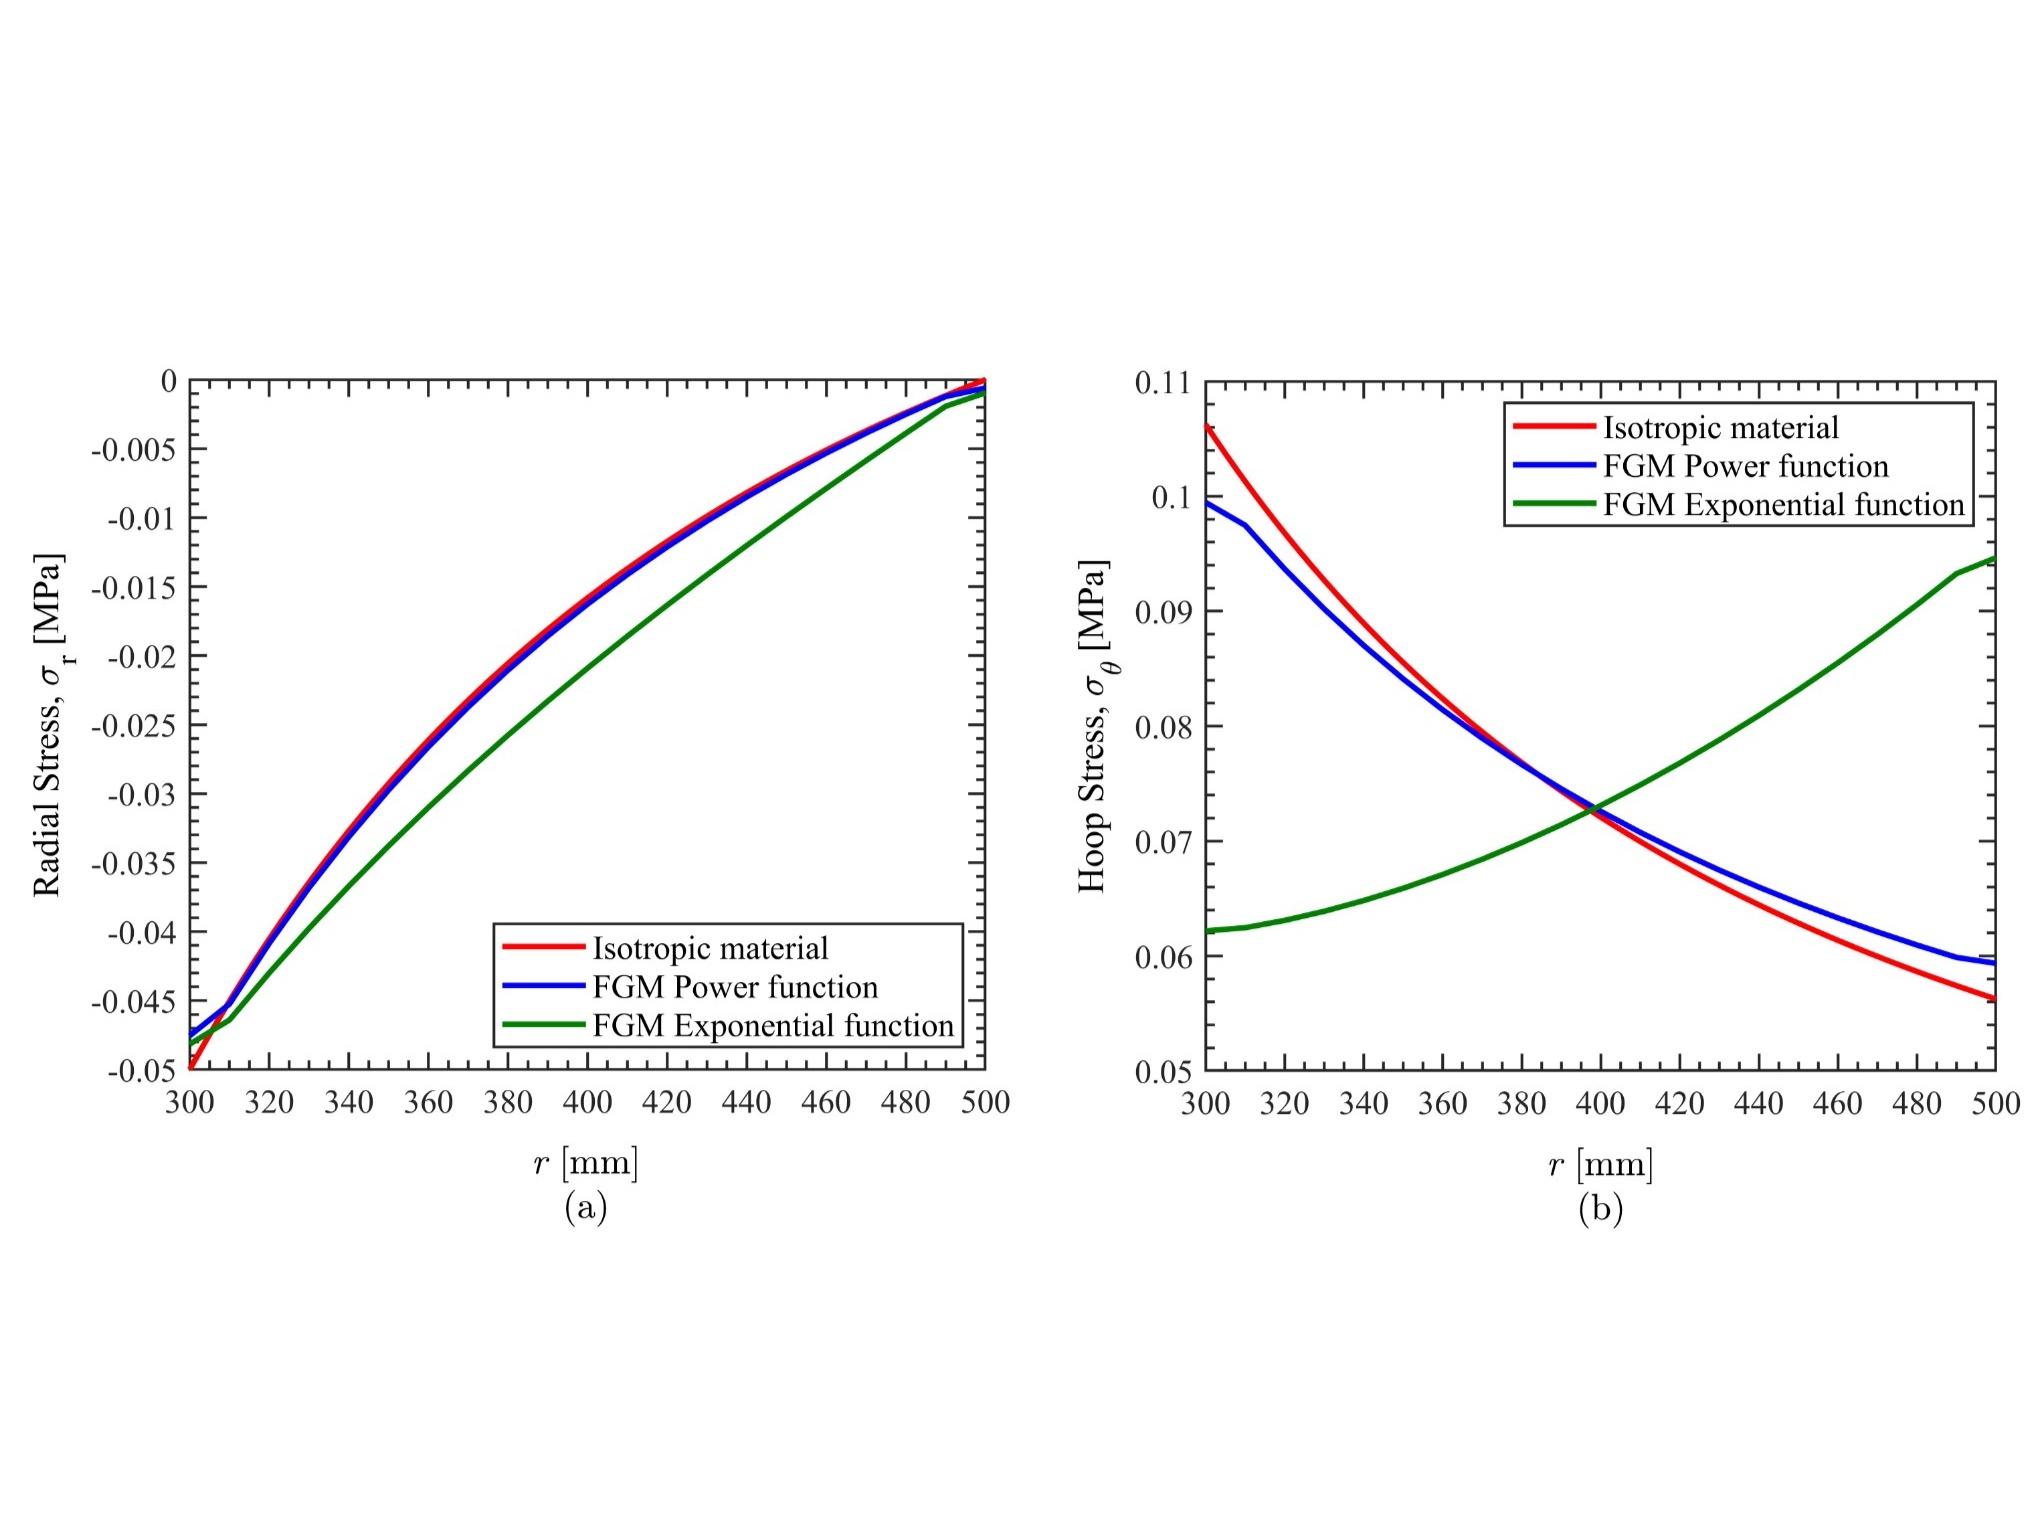 0
-0.005
-0.01
-0.015
-0.02
-0.025
-0.03
-0.035
-0.04
-0.045
-0.05
Radial Stress, σr [MPa]
Isotropic material
FGM Power function
FGM Exponential function
300 320 340 360 380 400 420 440 460 480 500
r [mm]
(a)
0.11
0.1
0.09
0.08
0.07
0.06
0.05
Hoop Stress, σθ [MPa]
Isotropic material
FGM Power function
FGM Exponential function
300 320 340 360 380 400 420 440 460 480 500
r [mm]
(b)